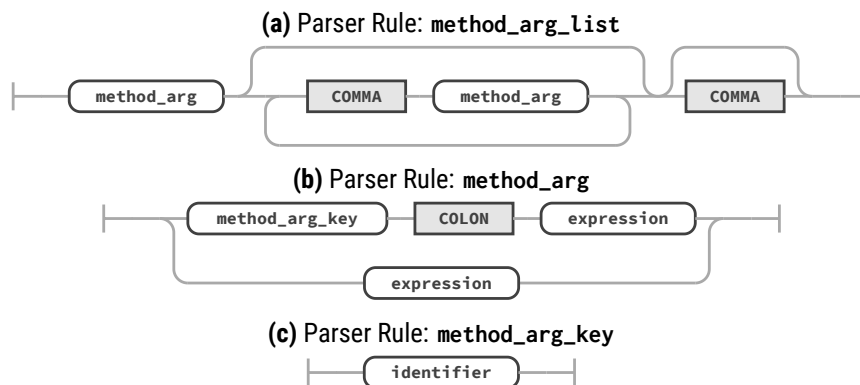 (a) Parser Rule: method_arg_list
method_arg COMMA method_arg COMMA
(b) Parser Rule: method_arg
method_arg_key COLON expression
expression
(c) Parser Rule: method_arg_key
identifier